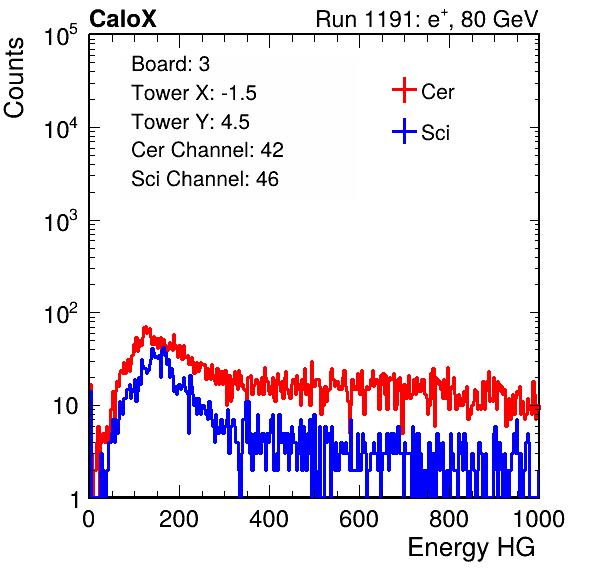 CaloX Run 1191: e⁺, 80 GeV
Counts
10⁵
10⁴
10³
10²
10
1
Board: 3
Tower X: -1.5
Tower Y: 4.5
Cer Channel: 42
Sci Channel: 46
Cer
Sci
0 200 400 600 800 1000
Energy HG